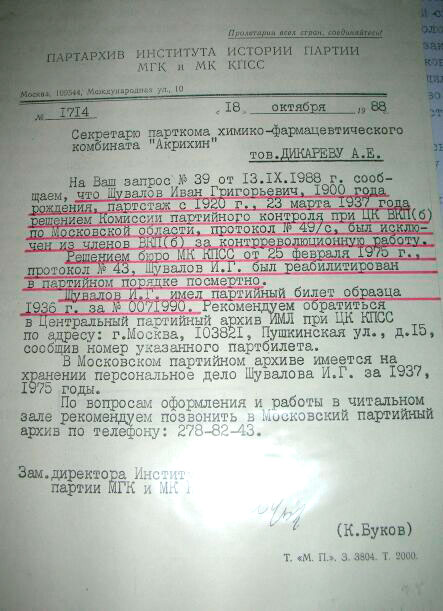 Пролетарии всех стран, соединяйтесь!
ПАРТАРХИВ ИНСТИТУТА ИСТОРИИ ПАРТИИ
МГК и МК КПСС
Москва, 109544, Международная ул., 10
№ 1714 « 18 » октября 1988
Секретарю парткома химико-фармацевтического
комбината "Акрихин"
тов.ДИКАРЕВУ А.Е.
На Ваш запрос № 39 от 13.IX.1988 г. сооб-
щаем, что Шувалов Иван Григорьевич, 1900 года
рождения, партстаж с 1920 г., 23 марта 1937 года
решением Комиссии партийного контроля при ЦК ВКП(б)
по Московской области, протокол № 49/с, был исклю-
чен из членов ВКП(б) за контрреволюционную работу.
Решением бюро МК КПСС от 25 февраля 1975 г.,
протокол № 43, Шувалов И.Г. был реабилитирован
в партийном порядке посмертно.
Шувалов И.Г. имел партийный билет образца
1936 г. за № 0071990. Рекомендуем обратиться
в Центральный партийный архив ИМЛ при ЦК КПСС
по адресу: г.Москва, 103821, Пушкинская ул., д.15,
сообщив номер указанного партбилета.
В Московском партийном архиве имеется на
хранении персональное дело Шувалова И.Г. за 1937,
1975 годы.
По вопросам оформления и работы в читальном
зале рекомендуем позвонить в Московский партийный
архив по телефону: 278-82-43.
Зам.директора Инстит
партии МГК и МК
(К.Буков)
Т. «М. П». З. 3804. Т. 2000.